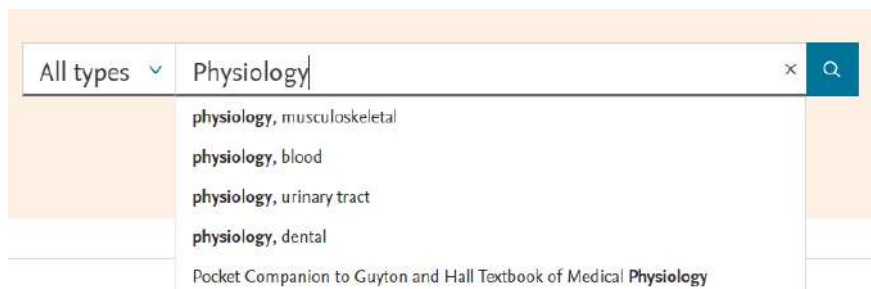 All types Physiology ×
physiology, musculoskeletal
physiology, blood
physiology, urinary tract
physiology, dental
Pocket Companion to Guyton and Hall Textbook of Medical Physiology